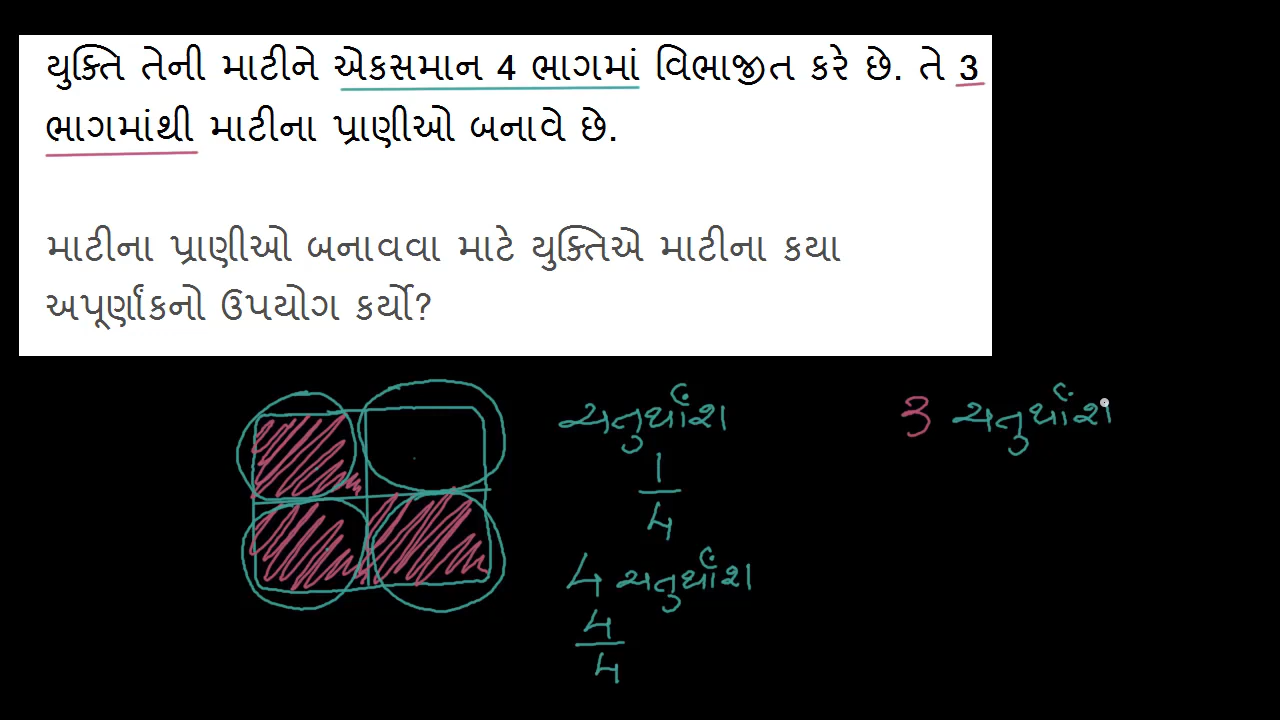 યુક્તિ તેની માટીને એકસમાન 4 ભાગમાં વિભાજીત કરે છે. તે 3
ભાગમાંથી માટીના પ્રાણીઓ બનાવે છે.
માટીના પ્રાણીઓ બનાવવા માટે યુક્તિએ માટીના કયા
અપૂર્ણાંકનો ઉપયોગ કર્યો?
ચતુર્થાંશ
1
4
4 ચતુર્થાંશ
4
4
3 ચતુર્થાંશ